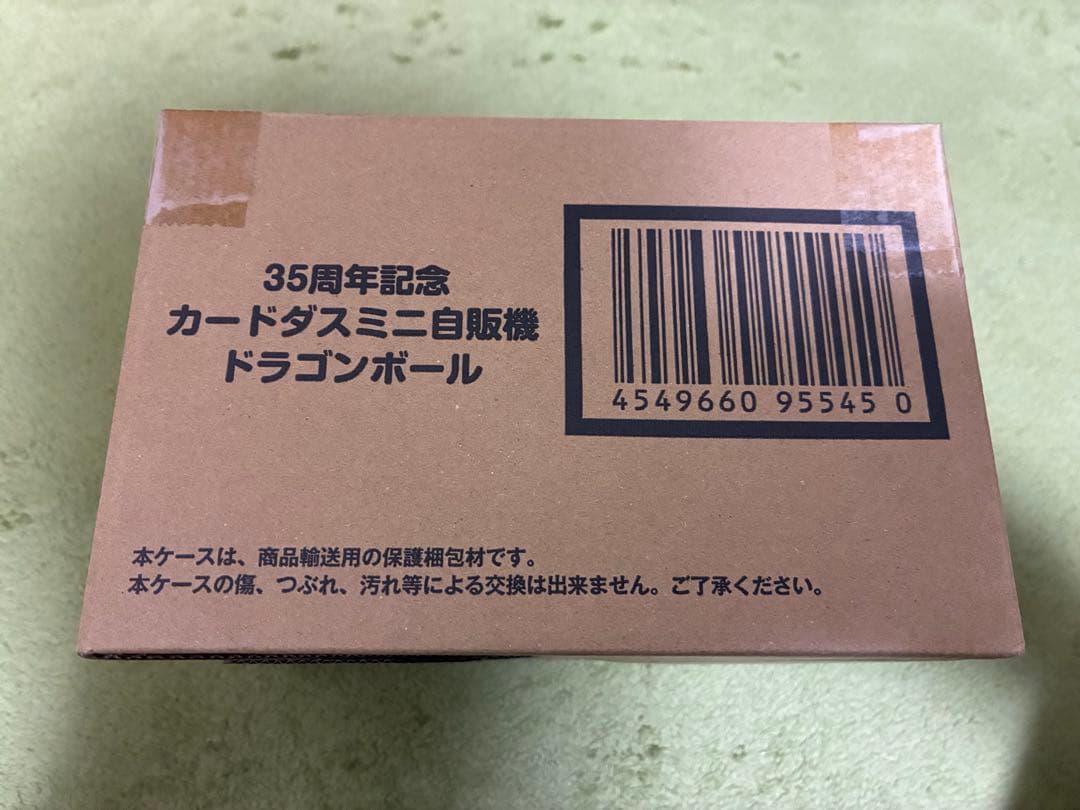 35周年記念
カードダスミニ自販機
ドラゴンボール
4549660 95545 0
本ケースは、商品輸送用の保護梱包材です。
本ケースの傷、つぶれ、汚れ等による交換は出来ません。ご了承ください。